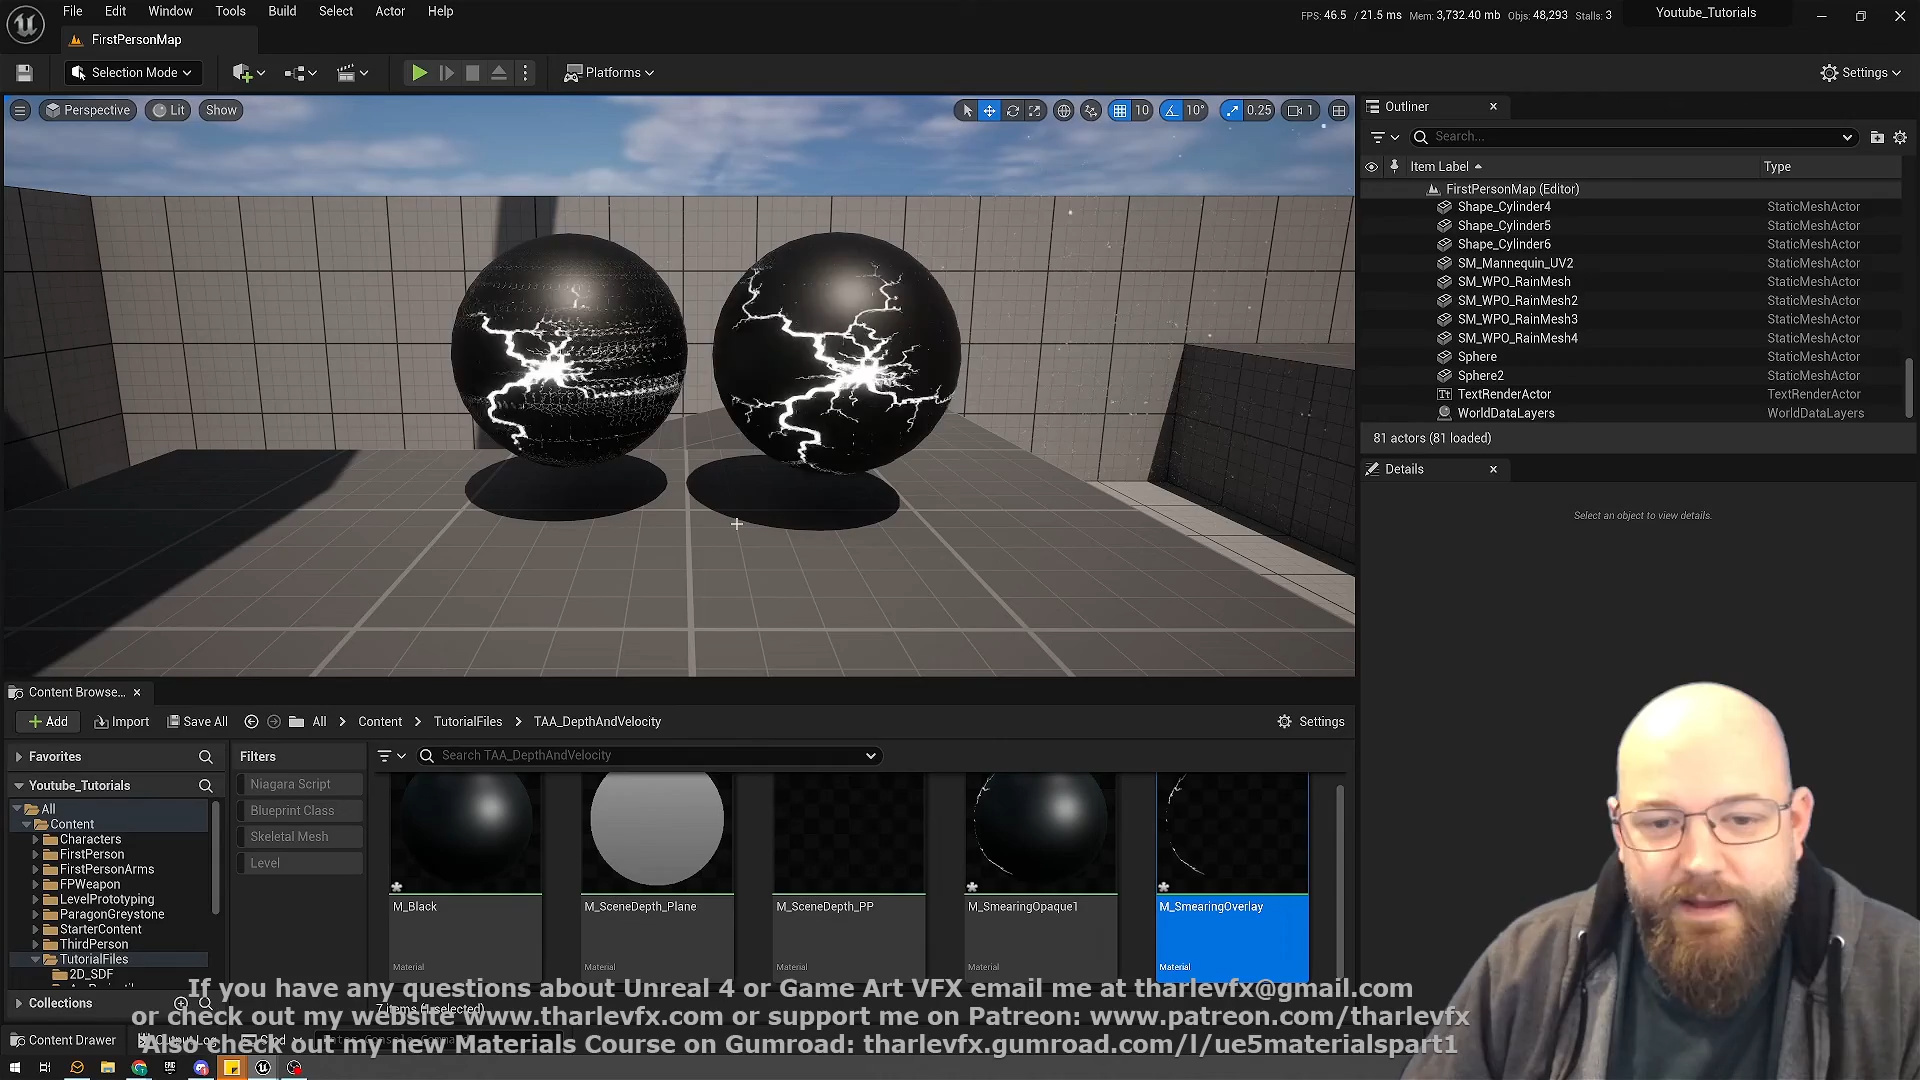 File Edit Window Tools Build Select Actor Help
FPS: 46.5 / 21.5 ms Mem: 3,732.40 mb Objs: 48,293 Stalls: 3
Youtube_Tutorials
FirstPersonMap
Selection Mode
Platforms
Settings
Perspective Lit Show
10 10° 0.25 1
Outliner
Search...
Item Label Type
FirstPersonMap (Editor)
Shape_Cylinder4 StaticMeshActor
Shape_Cylinder5 StaticMeshActor
Shape_Cylinder6 StaticMeshActor
SM_Mannequin_UV2 StaticMeshActor
SM_WPO_RainMesh StaticMeshActor
SM_WPO_RainMesh2 StaticMeshActor
SM_WPO_RainMesh3 StaticMeshActor
SM_WPO_RainMesh4 StaticMeshActor
Sphere StaticMeshActor
Sphere2 StaticMeshActor
TextRenderActor TextRenderActor
WorldDataLayers WorldDataLayers
81 actors (81 loaded)
Details
Select an object to view details.
Content Browse...
Add Import Save All All Content TutorialFiles TAA_DepthAndVelocity Settings
Favorites
Filters
Search TAA_DepthAndVelocity
Youtube_Tutorials
Niagara Script
Blueprint Class
Skeletal Mesh
Level
All
Content
Characters
FirstPerson
FirstPersonArms
FPWeapon
LevelPrototyping
ParagonGreystone
StarterContent
ThirdPerson
TutorialFiles
2D_SDF
Collections
M_Black
Material
M_SceneDepth_Plane
Material
M_SceneDepth_PP
Material
M_SmearingOpaque1
Material
M_SmearingOverlay
Material
If you have any questions about Unreal 4 or Game Art VFX email me at tharlevfx@gmail.com
or check out my website www.tharlevfx.com or support me on Patreon: www.patreon.com/tharlevfx
Also check out my new Materials Course on Gumroad: tharlevfx.gumroad.com/l/ue5materialspart1
Content Drawer